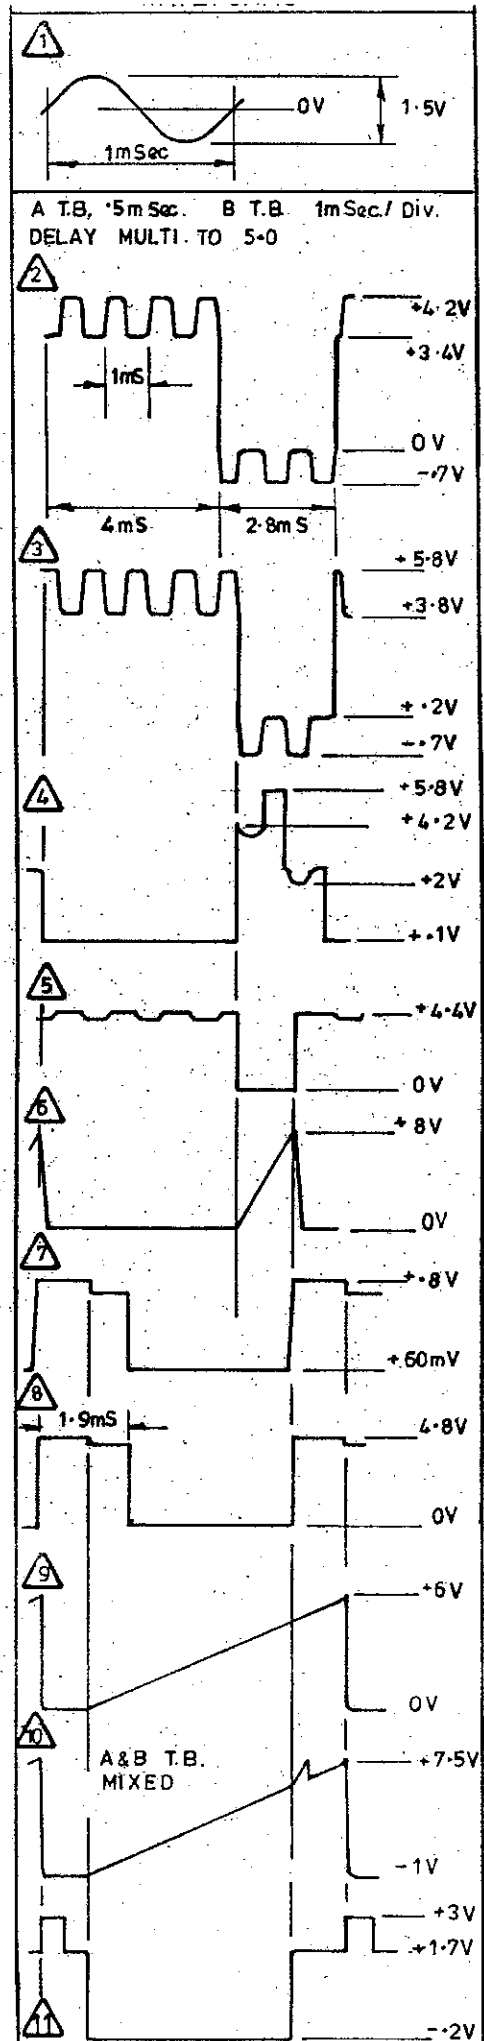 1
0V
1.5V
1mSec
A T.B, .5mSec. B T.B. 1mSec./ Div.
DELAY MULTI. TO 5.0
2
+4.2V
+3.4V
1mS
0V
-.7V
4mS
2.8mS
3
+5.8V
+3.8V
+.2V
-.7V
4
+5.8V
+4.2V
+2V
+.1V
5
+4.4V
0V
6
+8V
0V
7
+.8V
+60mV
8
1.9mS
4.8V
0V
9
+6V
0V
10
A&B T.B.
MIXED
+7.5V
-1V
+3V
+1.7V
11
-.2V